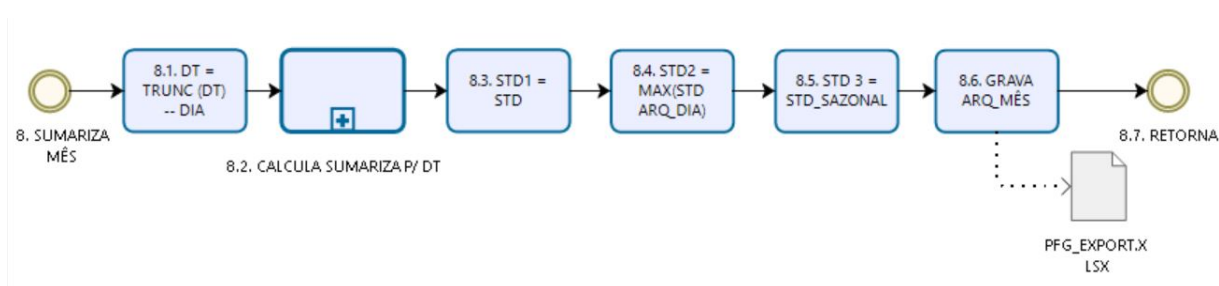 8. SUMARIZA
MÊS
8.1. DT =
TRUNC (DT)
-- DIA
8.2. CALCULA SUMARIZA P/ DT
8.3. STD1 =
STD
8.4. STD2 =
MAX(STD
ARQ_DIA)
8.5. STD 3 =
STD_SAZONAL
8.6. GRAVA
ARQ_MÊS
8.7. RETORNA
PFG_EXPORT.X
LSX